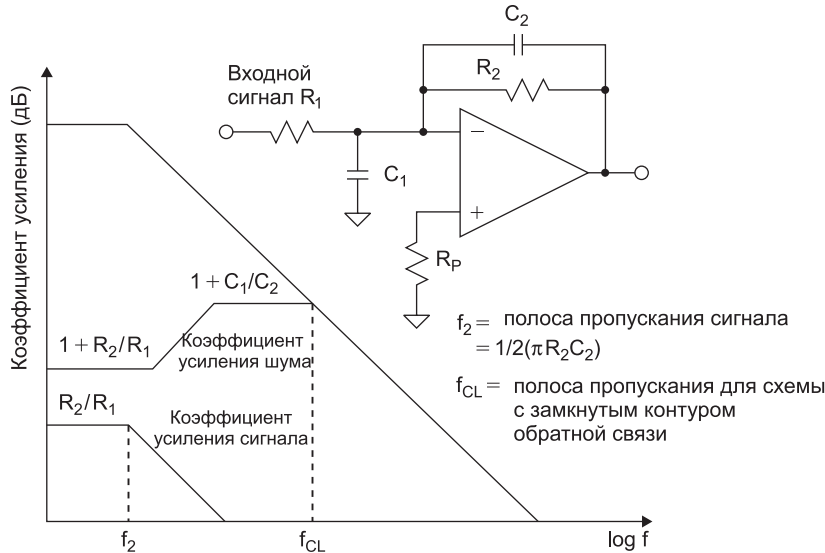 C₂
R₂
Входной
сигнал R₁
C₁
−
+
R_P
Коэффициент усиления (дБ)
1 + C₁/C₂
1 + R₂/R₁
Коэффициент
усиления шума
R₂/R₁
Коэффициент
усиления сигнала
f₂ = полоса пропускания сигнала
= 1/2(πR₂C₂)
f_CL = полоса пропускания для схемы
с замкнутым контуром
обратной связи
f₂
f_CL
log f